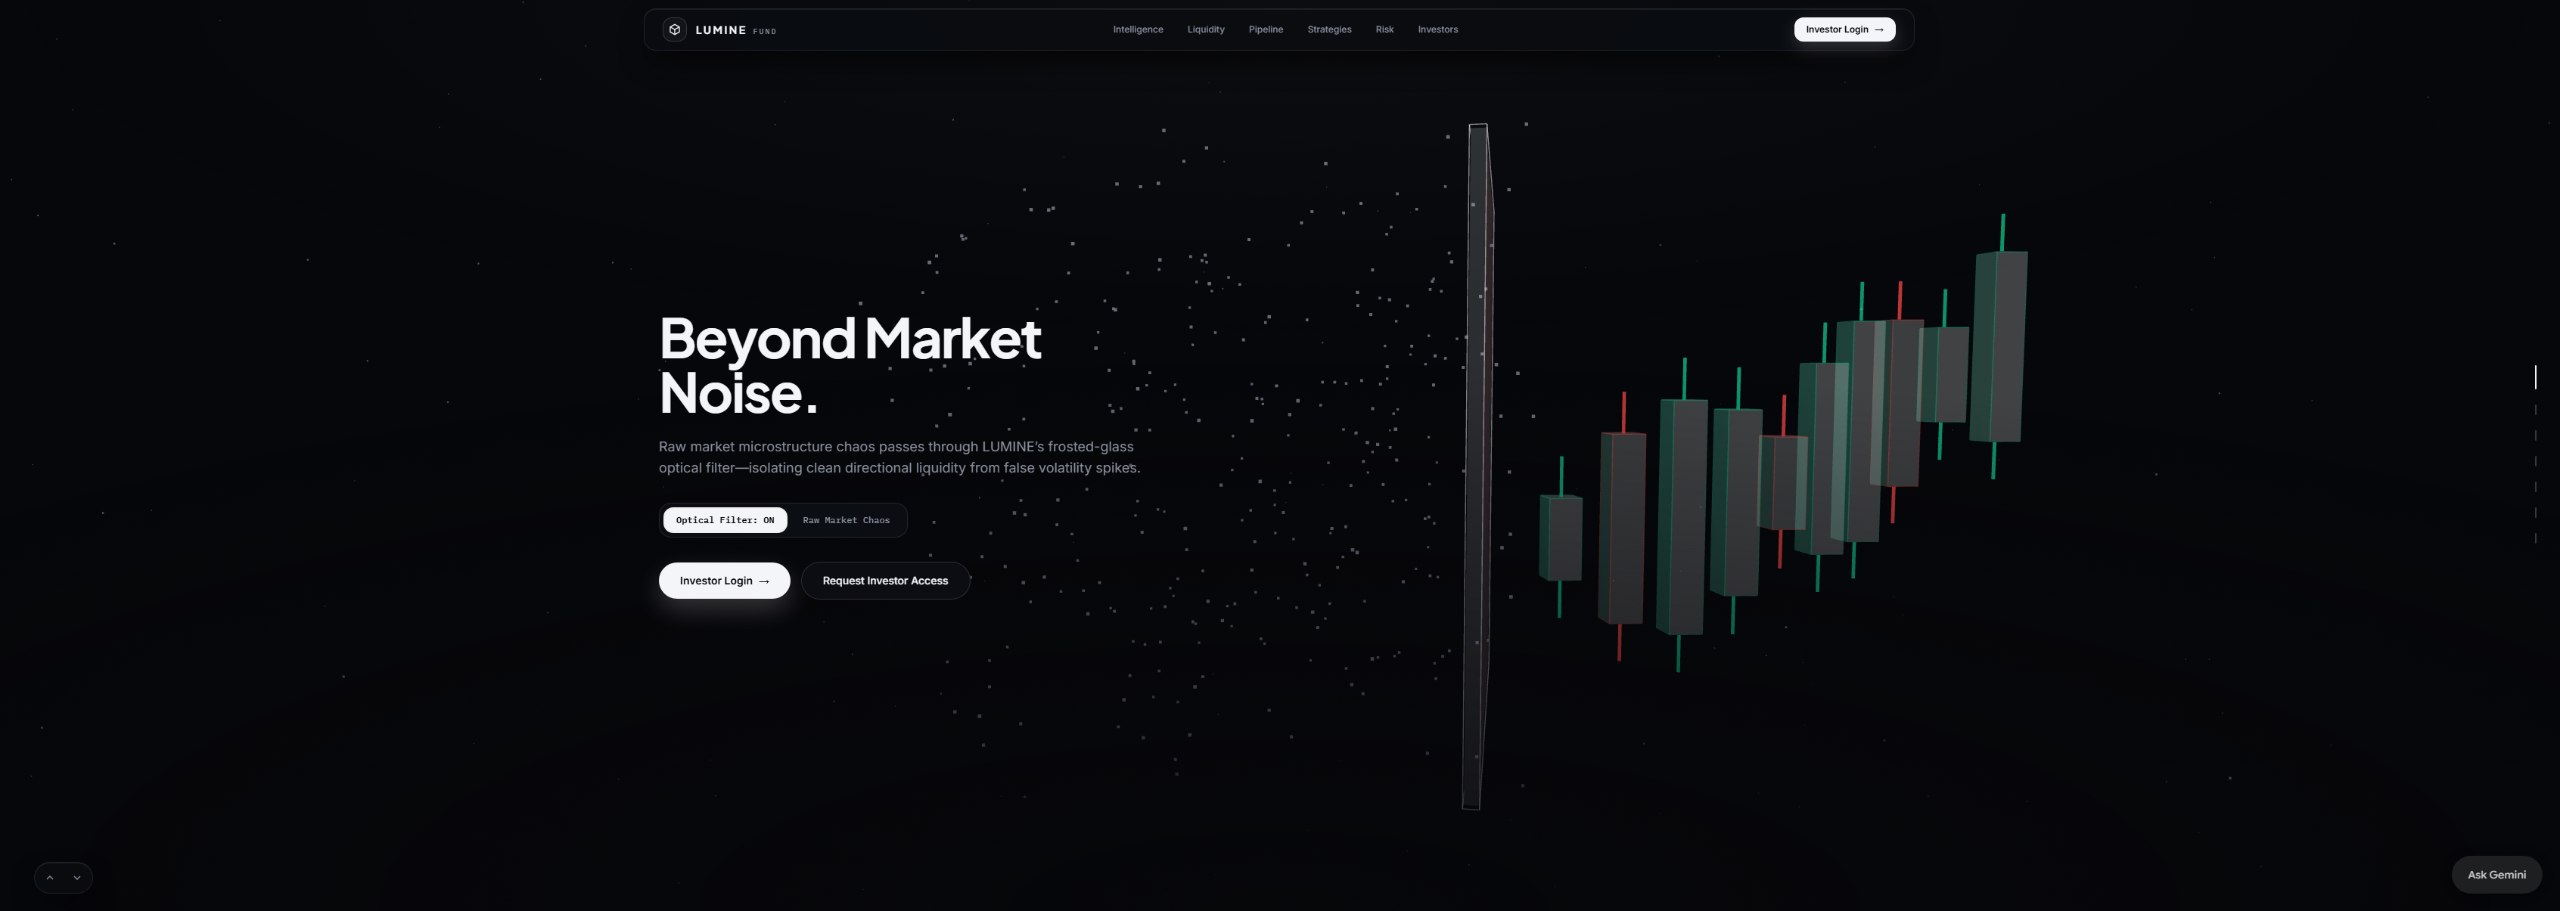 LUMINE FUND
Intelligence
Liquidity
Pipeline
Strategies
Risk
Investors
Investor Login →
Beyond Market
Noise.
Raw market microstructure chaos passes through LUMINE’s frosted-glass
optical filter—isolating clean directional liquidity from false volatility spikes.
Optical Filter: ON
Raw Market Chaos
Investor Login →
Request Investor Access
Ask Gemini